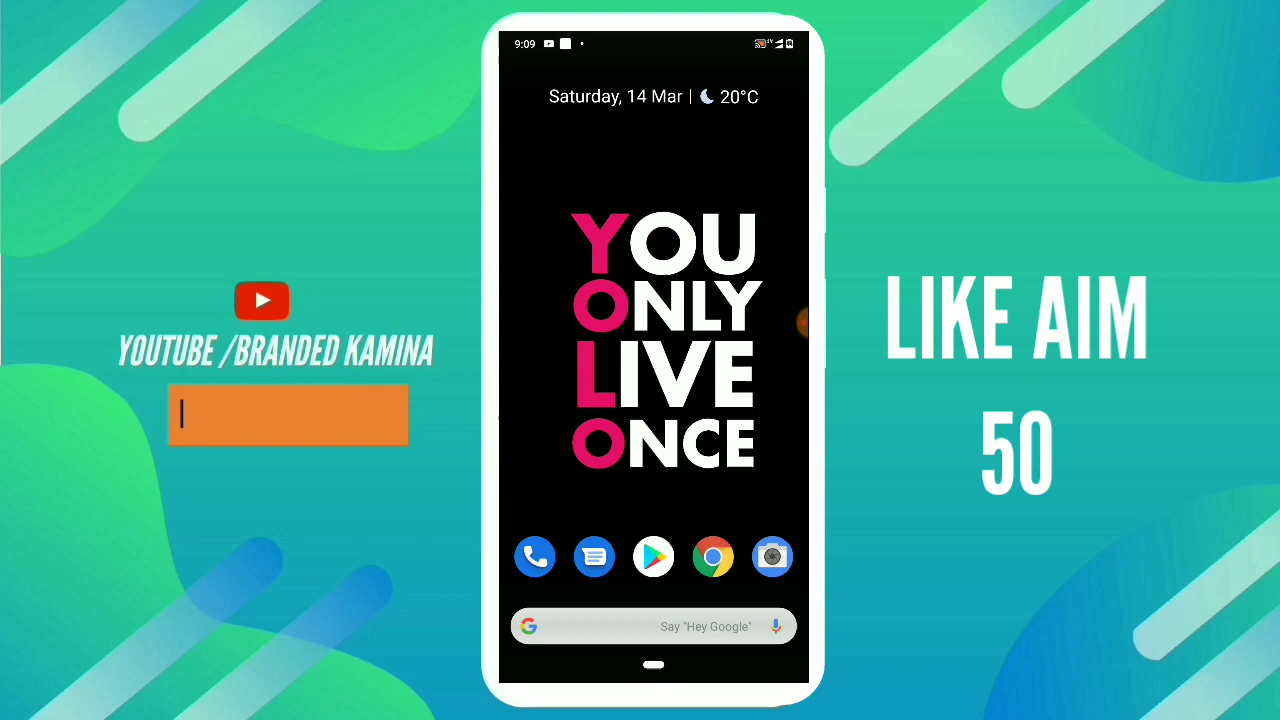 9:09
Saturday, 14 Mar | 20°C
YOU
ONLY
LIVE
ONCE
Say "Hey Google"
YOUTUBE /BRANDED KAMINA
LIKE AIM
50